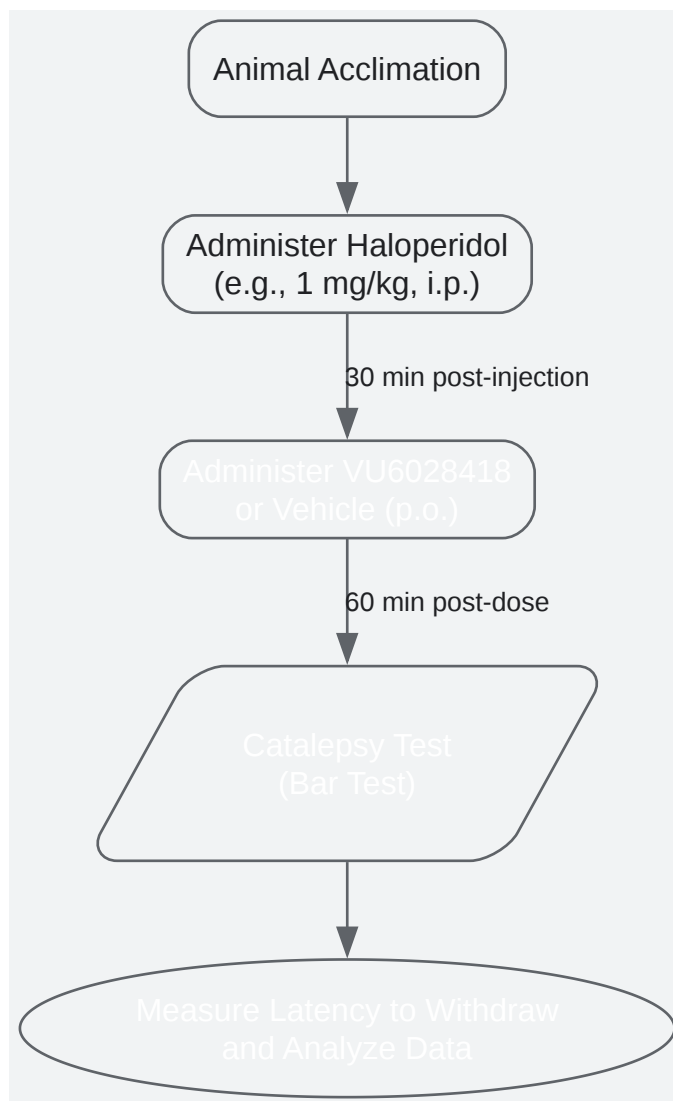 Animal Acclimation
Administer Haloperidol
(e.g., 1 mg/kg, i.p.)
30 min post-injection
Administer VU6028418
or Vehicle (p.o.)
60 min post-dose
Catalepsy Test
(Bar Test)
Measure Latency to Withdraw
and Analyze Data